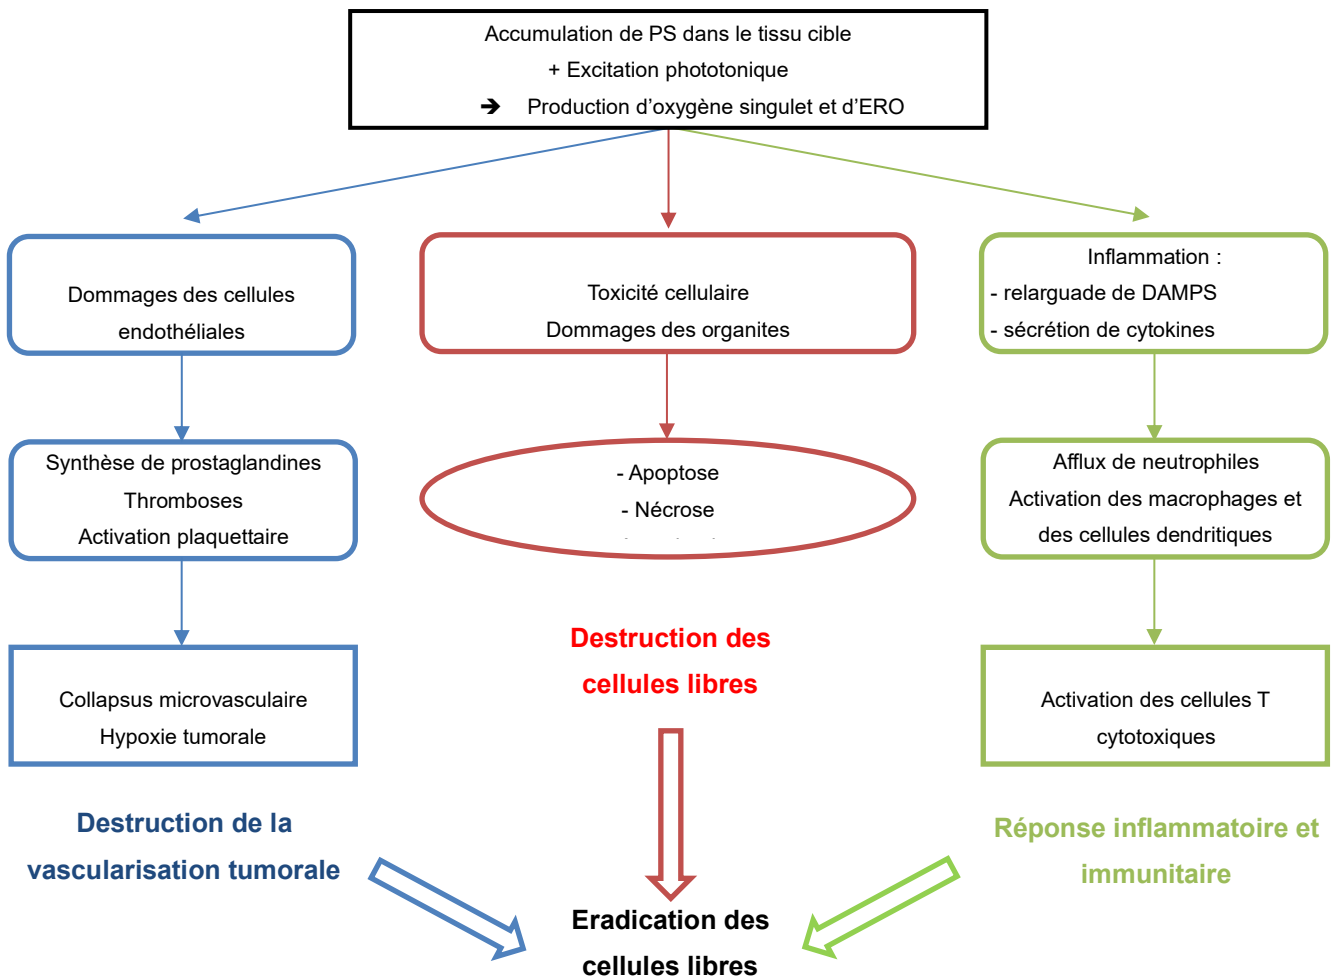 Accumulation de PS dans le tissu cible
+ Excitation phototonique
➔ Production d'oxygène singulet et d'ERO
Dommages des cellules
endothéliales
Toxicité cellulaire
Dommages des organites
Inflammation :
- relarguade de DAMPS
- sécrétion de cytokines
Synthèse de prostaglandines
Thromboses
Activation plaquettaire
- Apoptose
- Nécrose
Afflux de neutrophiles
Activation des macrophages et
des cellules dendritiques
Collapsus microvasculaire
Hypoxie tumorale
Destruction des
cellules libres
Activation des cellules T
cytotoxiques
Destruction de la
vascularisation tumorale
Réponse inflammatoire et
immunitaire
Eradication des
cellules libres